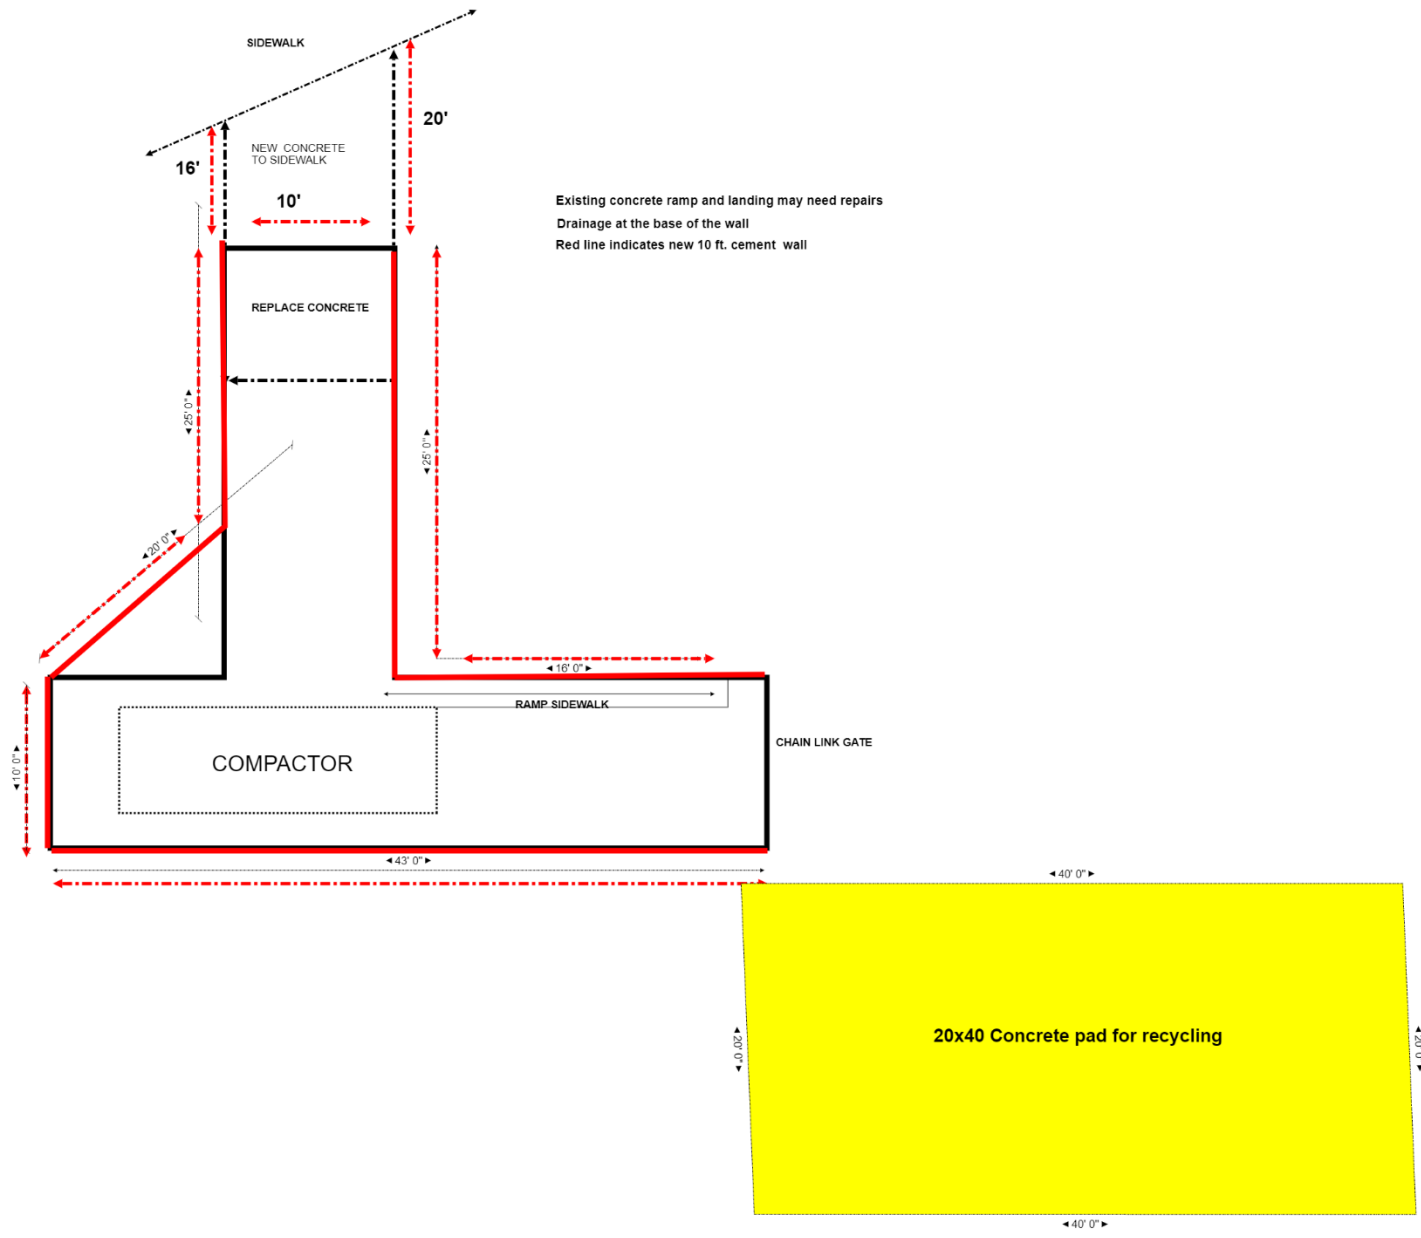 SIDEWALK
20'
NEW CONCRETE
TO SIDEWALK
16'
10'
Existing concrete ramp and landing may need repairs
Drainage at the base of the wall
Red line indicates new 10 ft. cement wall
REPLACE CONCRETE
25' 0"
25' 0"
20' 0"
16' 0"
RAMP SIDEWALK
CHAIN LINK GATE
COMPACTOR
10' 0"
43' 0"
40' 0"
20x40 Concrete pad for recycling
20' 0"
20' 0"
40' 0"